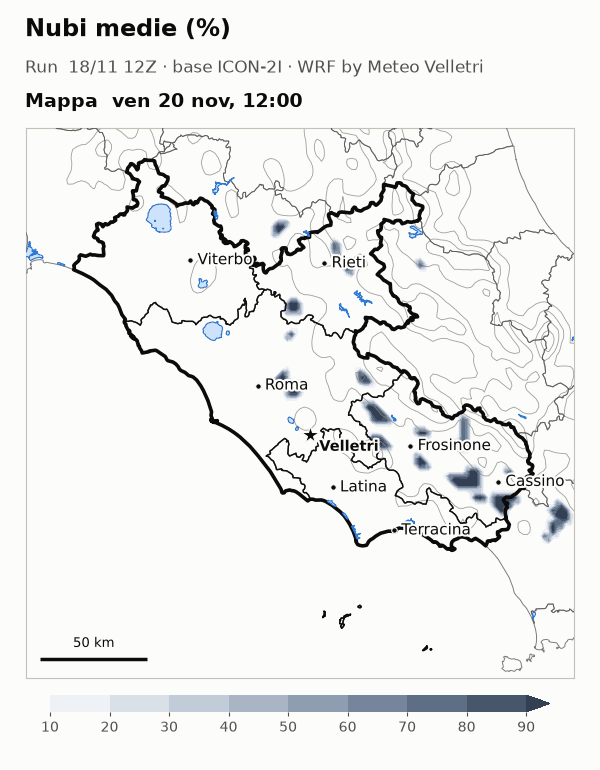 Nubi medie (%)
Run  18/11 12Z · base ICON-2I · WRF by Meteo Velletri
Mappa  ven 20 nov, 12:00
Viterbo
Rieti
Roma
Velletri
Frosinone
Cassino
Latina
Terracina
50 km
10 20 30 40 50 60 70 80 90